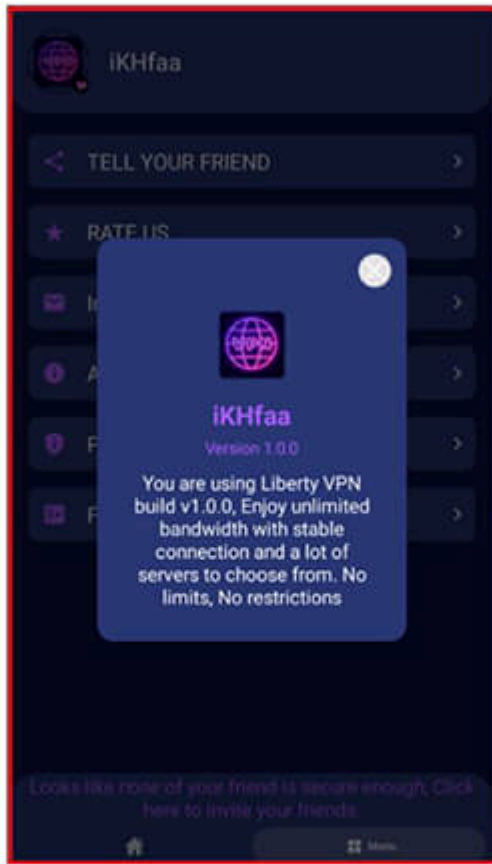 iKHfaa
TELL YOUR FRIEND
RATE US
iKHfaa
Version 1.0.0
You are using Liberty VPN
build v1.0.0, Enjoy unlimited
bandwidth with stable
connection and a lot of
servers to choose from. No
limits, No restrictions
Looks like none of your friend is secure enough, Click
here to invite your friends
Menu